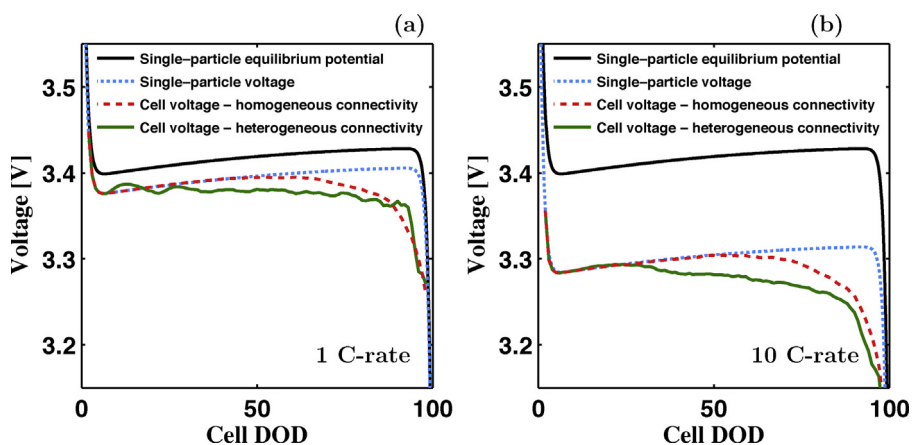 (a)
Single–particle equilibrium potential
Single–particle voltage
Cell voltage – homogeneous connectivity
Cell voltage – heterogeneous connectivity
3.5
3.4
3.3
3.2
Voltage [V]
1 C-rate
0
50
100
Cell DOD
(b)
Single–particle equilibrium potential
Single–particle voltage
Cell voltage – homogeneous connectivity
Cell voltage – heterogeneous connectivity
3.5
3.4
3.3
3.2
Voltage [V]
10 C-rate
0
50
100
Cell DOD